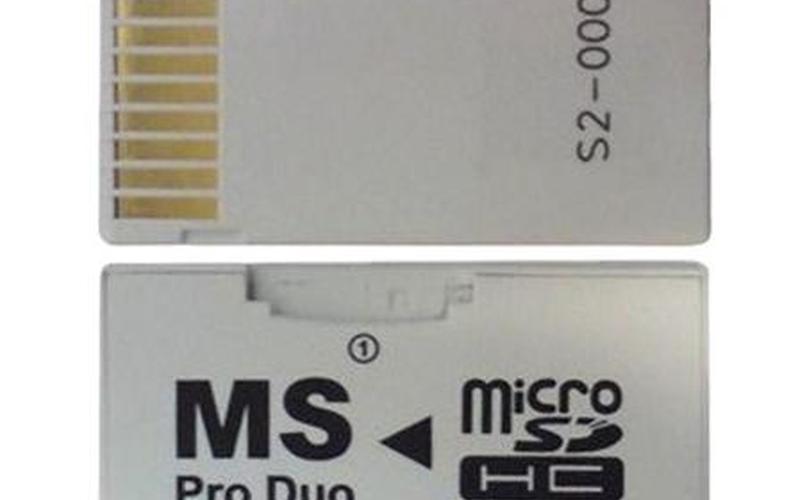 S2-000
①
MS
Pro Duo
micro
SD
HC